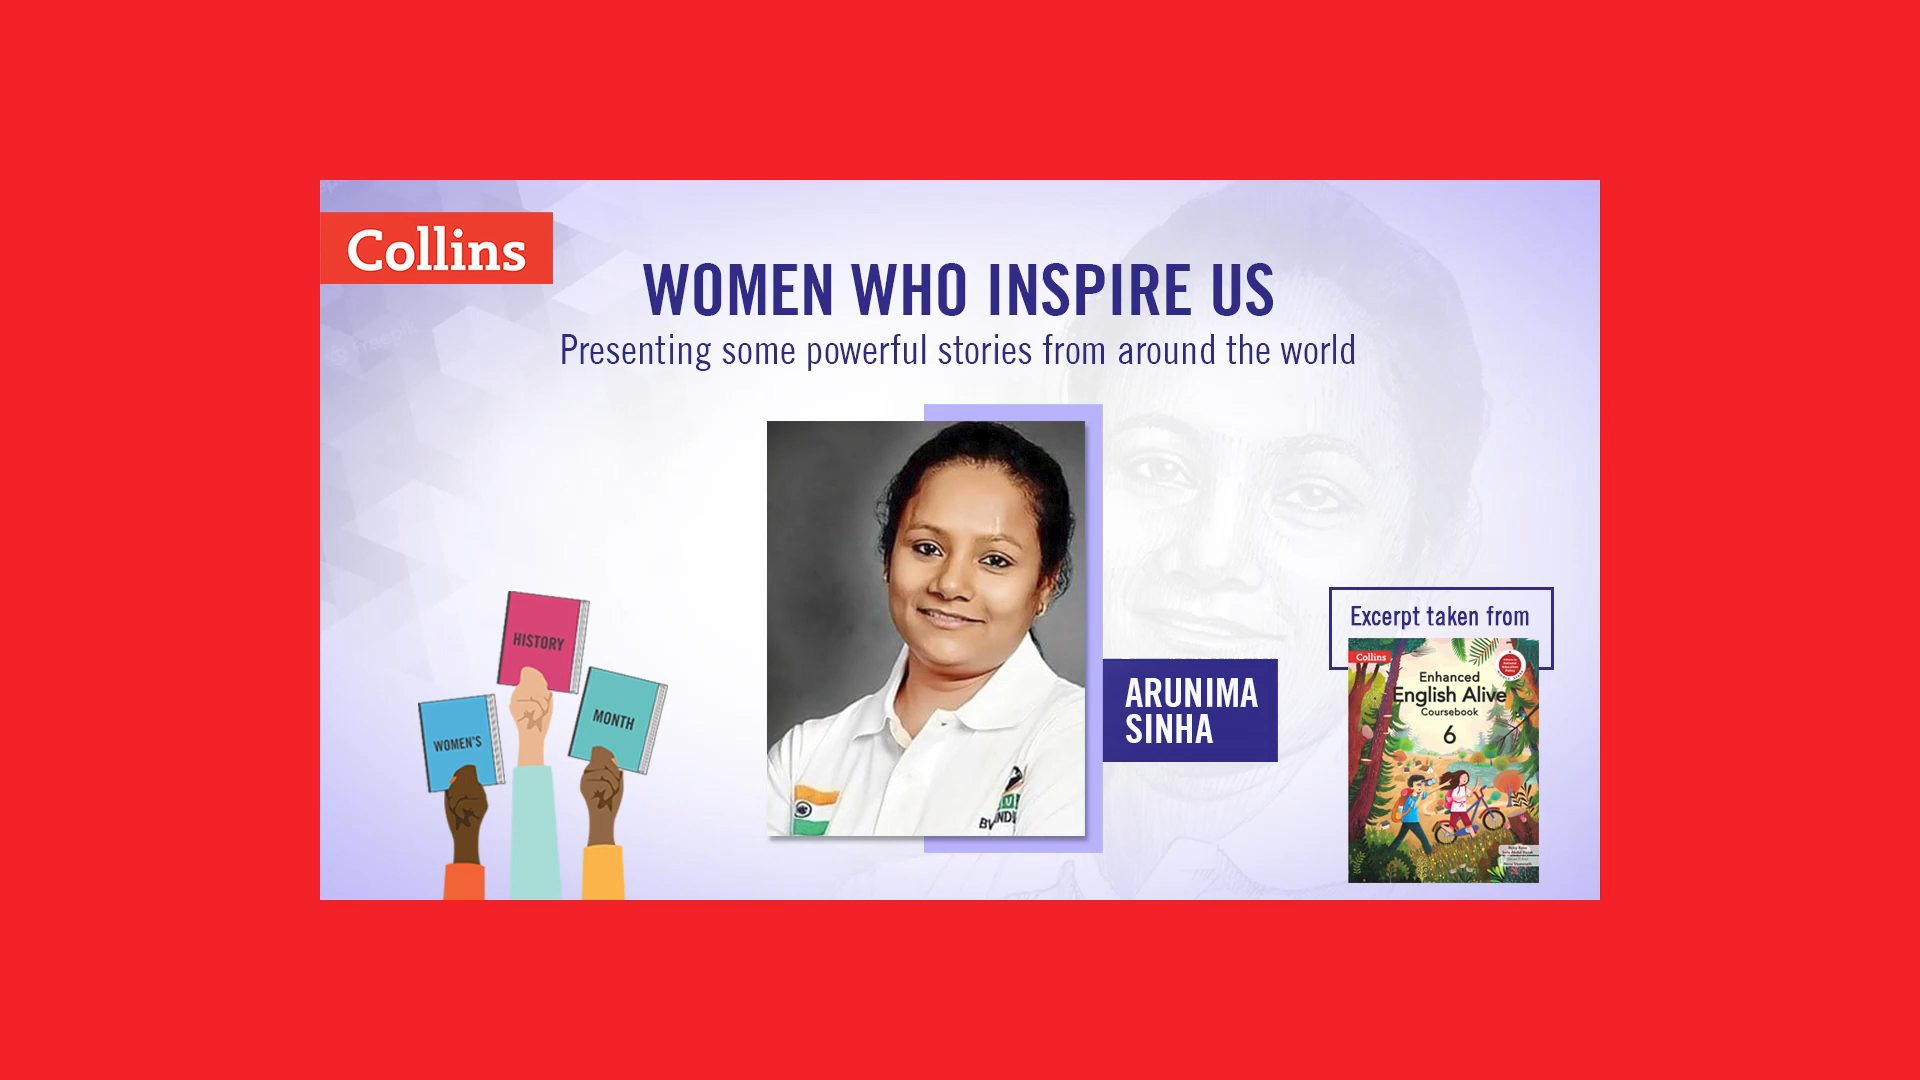 Collins
WOMEN WHO INSPIRE US
Presenting some powerful stories from around the world
HISTORY
WOMEN'S
MONTH
ARUNIMA
SINHA
Excerpt taken from
Collins
Enhanced
English Alive
Coursebook
6